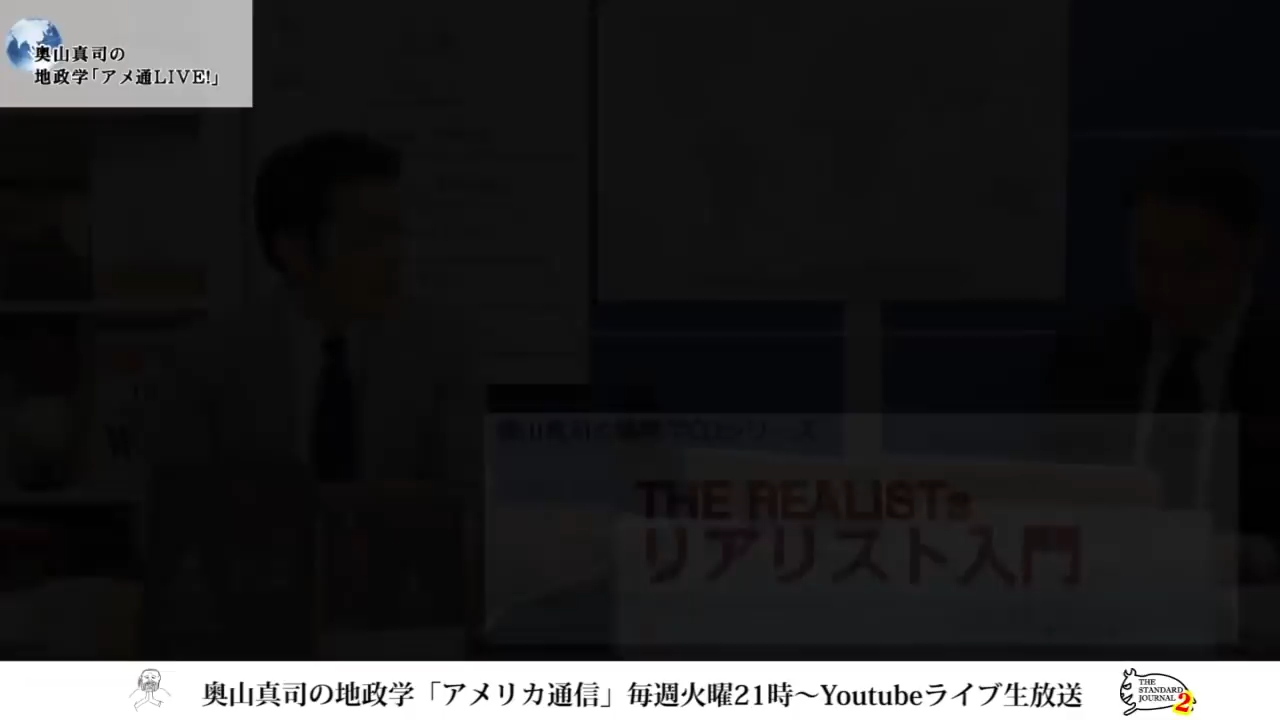 奥山真司の
地政学「アメ通LIVE!」
THE REALISTs
リアリスト入門
奥山真司の地政学「アメリカ通信」毎週火曜21時～Youtubeライブ生放送
THE
STANDARD
JOURNAL 2